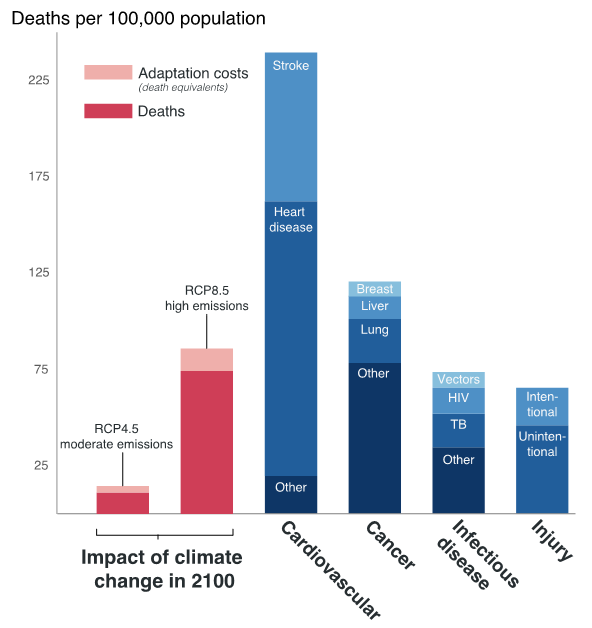 Deaths per 100,000 population
225
175
125
75
25
Adaptation costs
(death equivalents)
Deaths
RCP4.5
moderate emissions
RCP8.5
high emissions
Stroke
Heart
disease
Other
Breast
Liver
Lung
Other
Vectors
HIV
TB
Other
Inten-
tional
Uninten-
tional
Impact of climate
change in 2100
Cardiovascular
Cancer
Infectious
disease
Injury